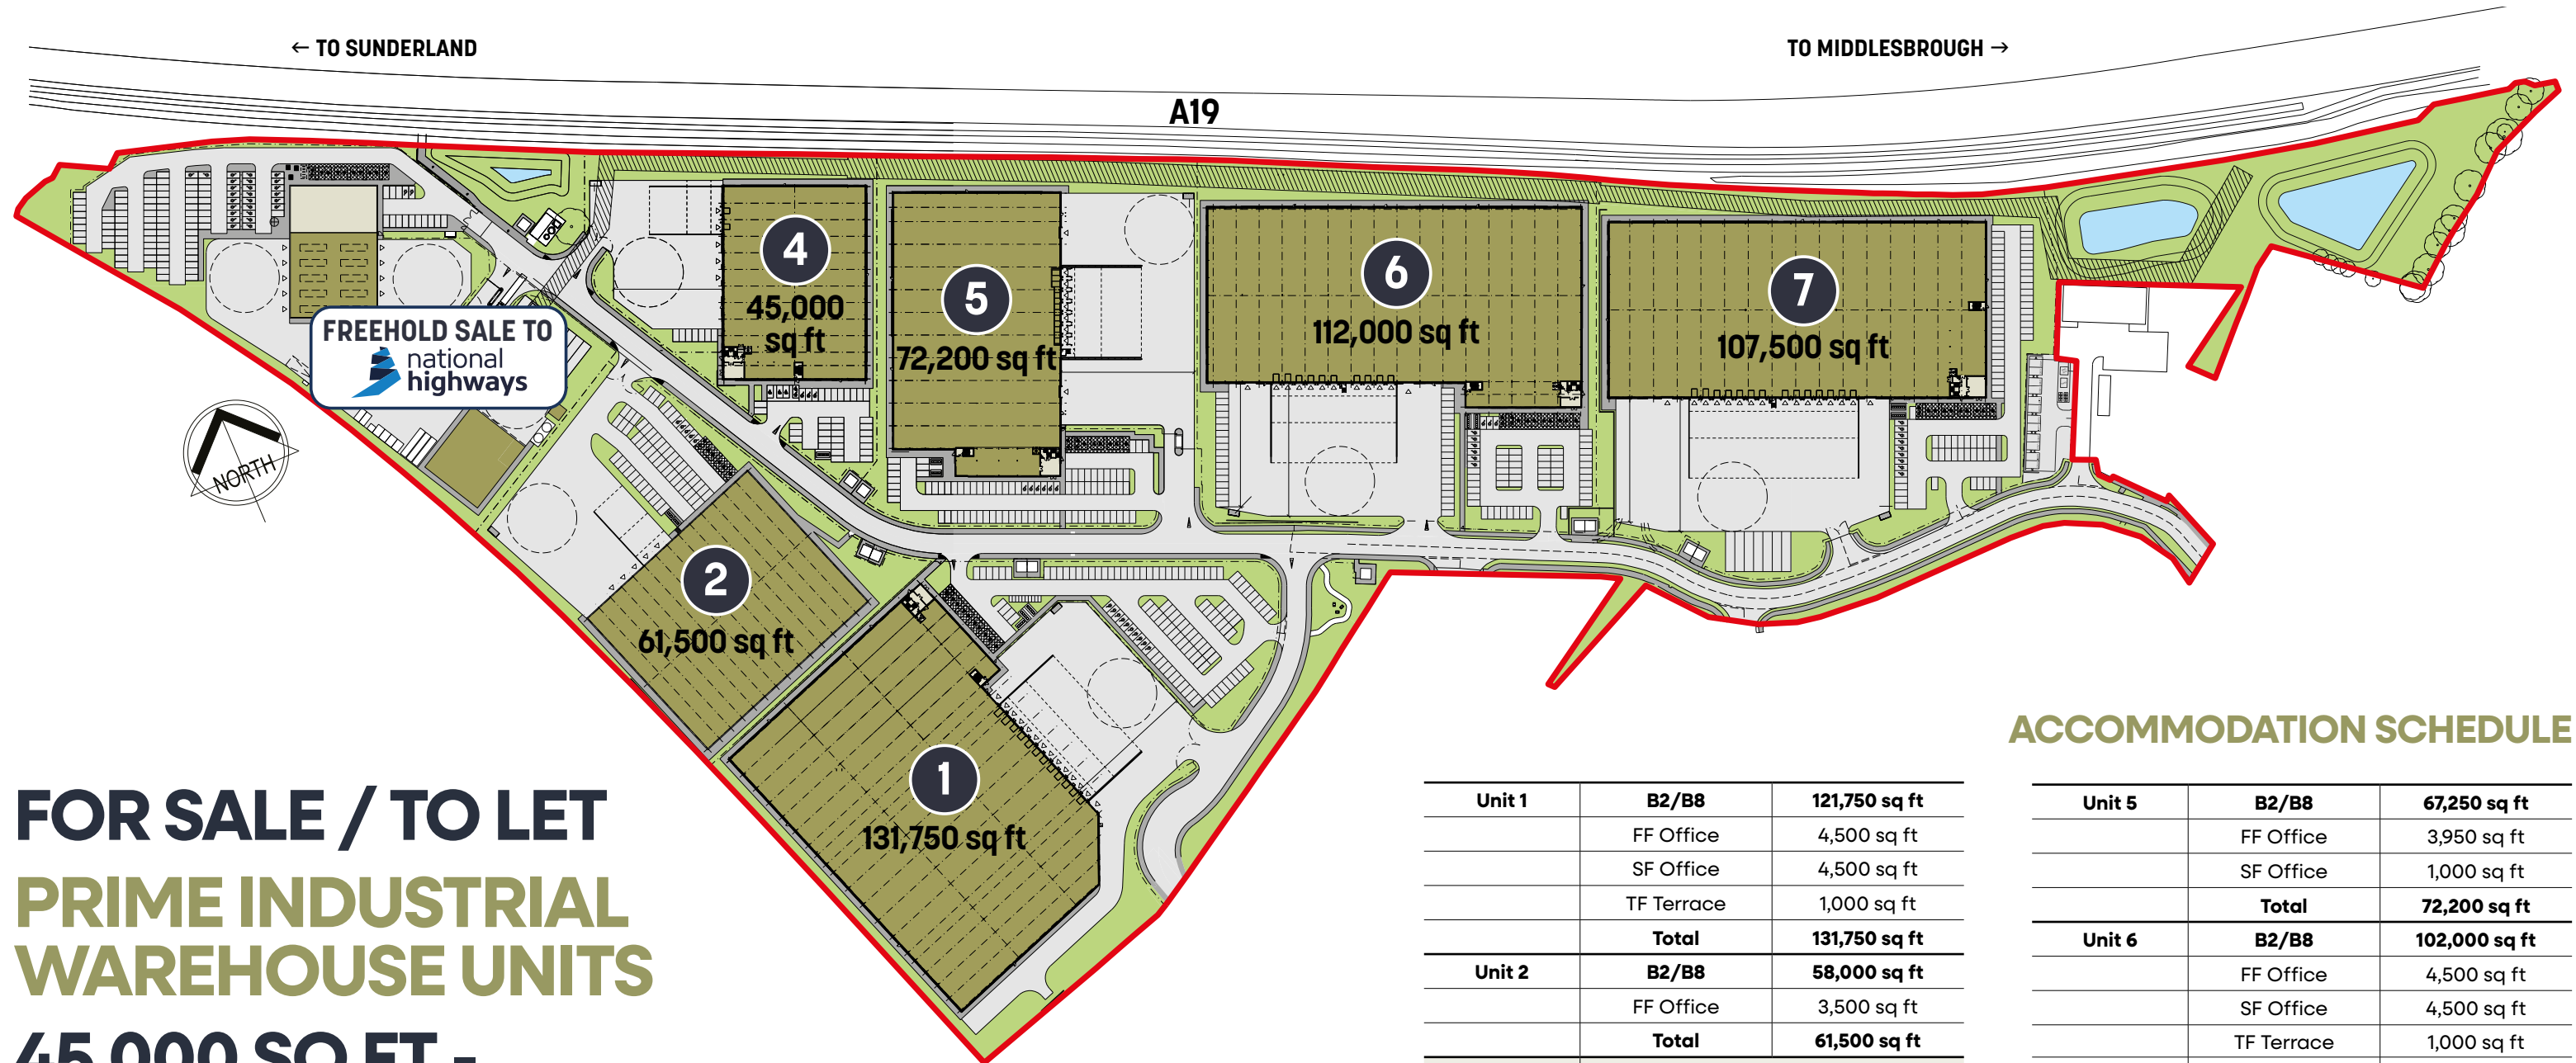 ← TO SUNDERLAND
TO MIDDLESBROUGH →
A19
4
45,000
sq ft
5
72,200 sq ft
6
112,000 sq ft
7
107,500 sq ft
FREEHOLD SALE TO
national
highways
NORTH
2
61,500 sq ft
1
131,750 sq ft
FOR SALE / TO LET
PRIME INDUSTRIAL
WAREHOUSE UNITS
45,000 SQ FT -
ACCOMMODATION SCHEDULE
Unit 1 B2/B8 121,750 sq ft
FF Office 4,500 sq ft
SF Office 4,500 sq ft
TF Terrace 1,000 sq ft
Total 131,750 sq ft
Unit 2 B2/B8 58,000 sq ft
FF Office 3,500 sq ft
Total 61,500 sq ft
Unit 5 B2/B8 67,250 sq ft
FF Office 3,950 sq ft
SF Office 1,000 sq ft
Total 72,200 sq ft
Unit 6 B2/B8 102,000 sq ft
FF Office 4,500 sq ft
SF Office 4,500 sq ft
TF Terrace 1,000 sq ft